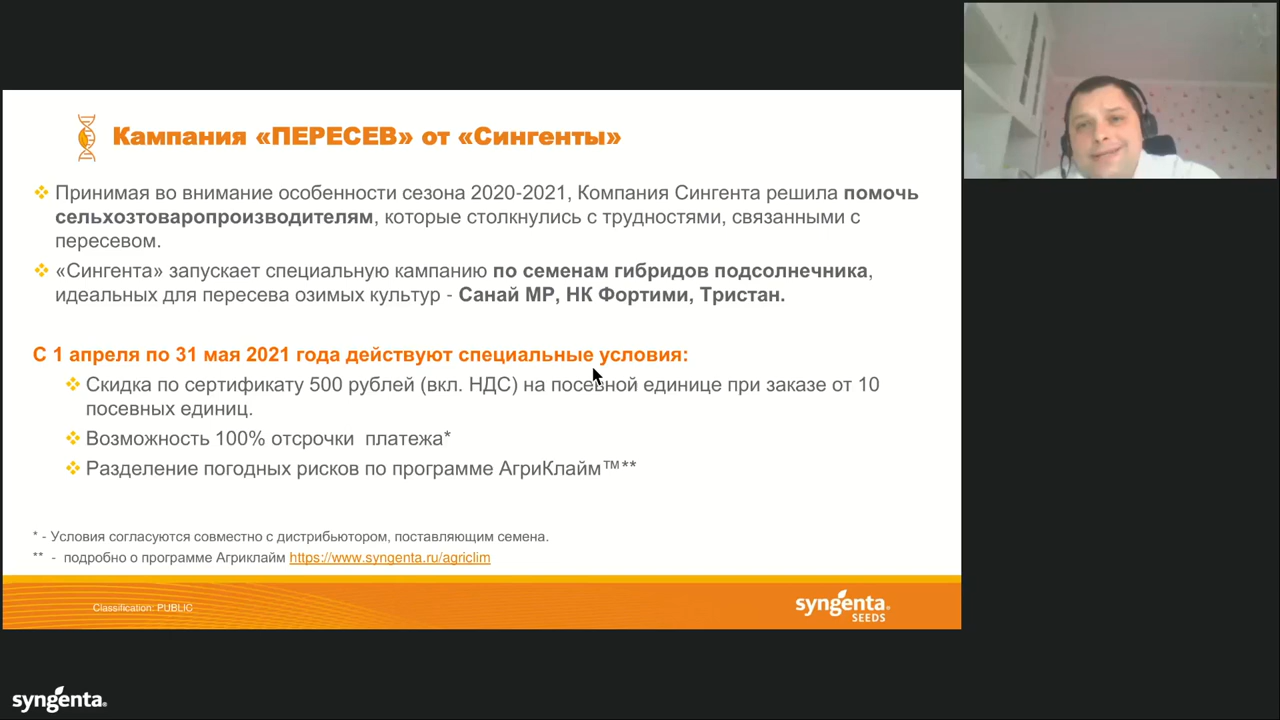 Кампания «ПЕРЕСЕВ» от «Сингенты»
Принимая во внимание особенности сезона 2020-2021, Компания Сингента решила помочь
сельхозтоваропроизводителям, которые столкнулись с трудностями, связанными с
пересевом.
«Сингента» запускает специальную кампанию по семенам гибридов подсолнечника,
идеальных для пересева озимых культур - Санай МР, НК Фортими, Тристан.
С 1 апреля по 31 мая 2021 года действуют специальные условия:
Скидка по сертификату 500 рублей (вкл. НДС) на посевной единице при заказе от 10
посевных единиц.
Возможность 100% отсрочки платежа*
Разделение погодных рисков по программе АгриКлайм™**
* - Условия согласуются совместно с дистрибьютором, поставляющим семена.
** - подробно о программе Агриклайм https://www.syngenta.ru/agriclim
Classification: PUBLIC
syngenta®
SEEDS
syngenta®